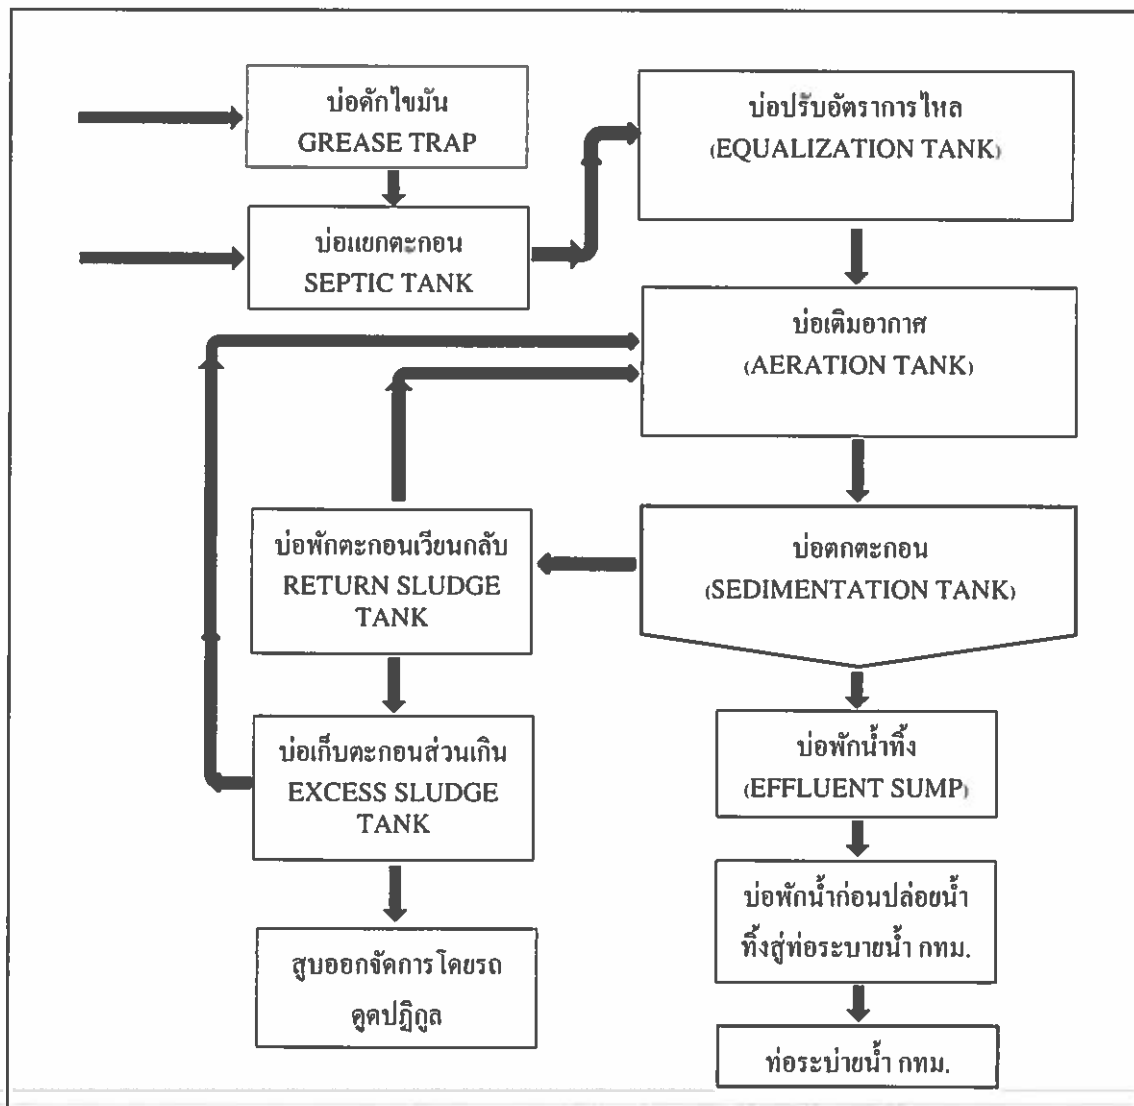 บ่อดักไขมัน
GREASE TRAP
บ่อแยกตะกอน
SEPTIC TANK
บ่อปรับอัตราการไหล
(EQUALIZATION TANK)
บ่อเติมอากาศ
(AERATION TANK)
บ่อตกตะกอน
(SEDIMENTATION TANK)
บ่อพักตะกอนเวียนกลับ
RETURN SLUDGE
TANK
บ่อเก็บตะกอนส่วนเกิน
EXCESS SLUDGE
TANK
สูบออกจัดการโดยรถ
ดูดปฏิกูล
บ่อพักน้ำทิ้ง
(EFFLUENT SUMP)
บ่อพักน้ำก่อนปล่อยน้ำ
ทิ้งสู่ท่อระบายน้ำ กทม.
ท่อระบ่ายน้ำ กทม.